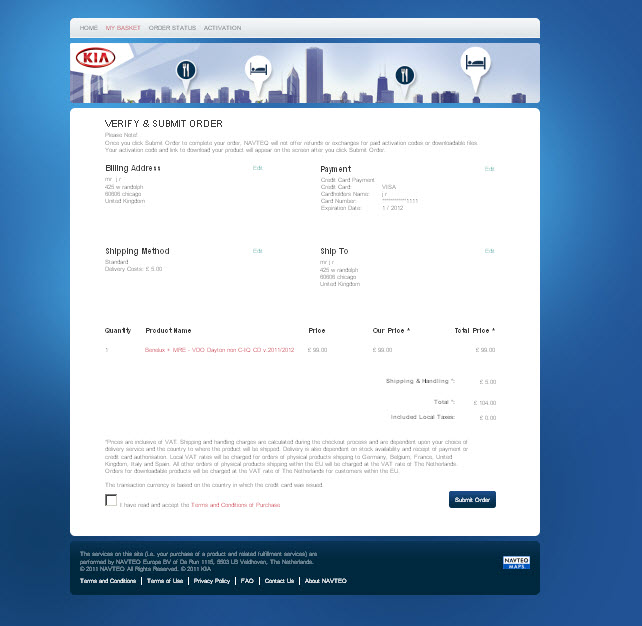 HOME MY BASKET ORDER STATUS ACTIVATION
KIA
VERIFY & SUBMIT ORDER
Please Note!
Once you click Submit Order to complete your order, NAVTEQ will not offer refunds or exchanges for paid activation codes or downloadable files.
Your activation code and link to download your product will appear on the screen after you click Submit Order.
Billing Address Edit
mr j r
425 w randolph
60606 chicago
United Kingdom
Payment Edit
Credit Card Payment
Credit Card: VISA
Cardholders Name: j r
Card Number: ************1111
Expiration Date: 1 / 2012
Shipping Method Edit
Standard
Delivery Costs: £ 5.00
Ship To Edit
mr j r
425 w randolph
60606 chicago
United Kingdom
Quantity Product Name Price Our Price * Total Price *
1 Benelux + MRE - VDO Dayton non C-IQ CD v.2011/2012 £ 99.00 £ 99.00 £ 99.00
Shipping & Handling *: £ 5.00
Total *: £ 104.00
Included Local Taxes: £ 0.00
*Prices are inclusive of VAT. Shipping and handling charges are calculated during the checkout process and are dependent upon your choice of
delivery service and the country to where the product will be shipped. Delivery is also dependent on stock availability and receipt of payment or
credit card authorisation. Local VAT rates will be charged for orders of physical products shipping to Germany, Belgium, France, United
Kingdom, Italy and Spain. All other orders of physical products shipping within the EU will be charged at the VAT rate of The Netherlands.
Orders for downloadable products will be charged at the VAT rate of The Netherlands for customers within the EU.
The transaction currency is based on the country in which the credit card was issued.
I have read and accept the Terms and Conditions of Purchase
Submit Order
The services on this site (i.e. your purchase of a product and related fulfillment services) are
performed by NAVTEQ Europe BV of De Run 1115, 5503 LB Veldhoven, The Netherlands.
© 2011 NAVTEQ All Rights Reserved. © 2011 KIA
Terms and Conditions | Terms of Use | Privacy Policy | FAQ | Contact Us | About NAVTEQ
NAVTEQ
MAPS